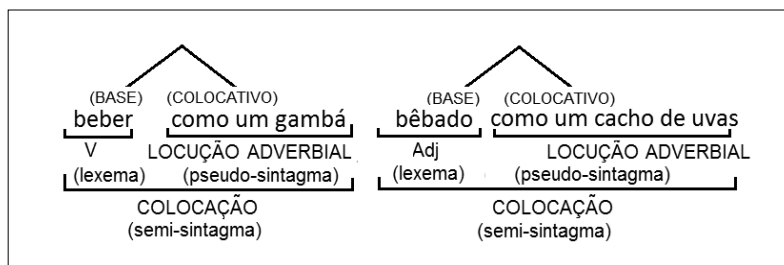 (BASE) (COLOCATIVO) (BASE) (COLOCATIVO)
beber como um gambá bêbado como um cacho de uvas
V LOCUÇÃO ADVERBIAL Adj LOCUÇÃO ADVERBIAL
(lexema) (pseudo-sintagma) (lexema) (pseudo-sintagma)
COLOCAÇÃO COLOCAÇÃO
(semi-sintagma) (semi-sintagma)